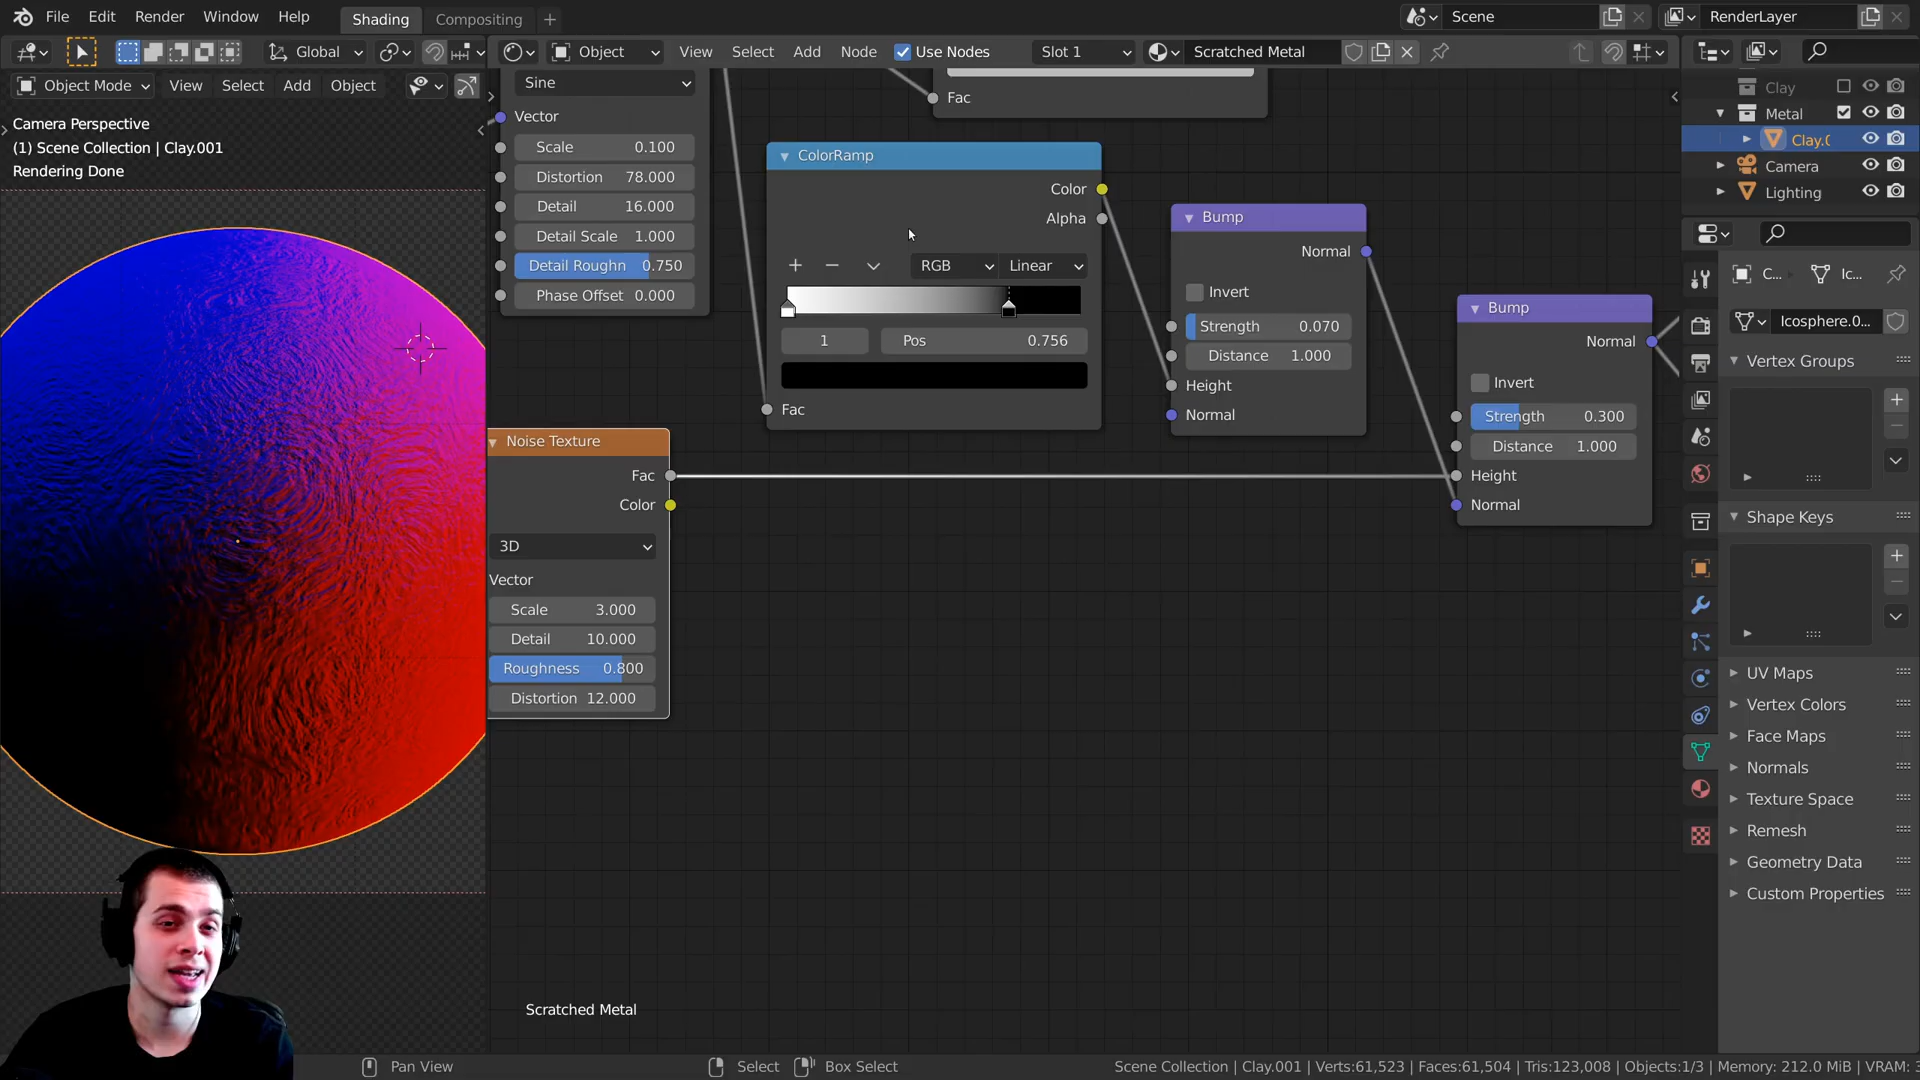 File Edit Render Window Help Shading Compositing + Scene RenderLayer
Global Object View Select Add Node Use Nodes Slot 1 Scratched Metal
Object Mode View Select Add Object
Camera Perspective
(1) Scene Collection | Clay.001
Rendering Done
Sine
Vector
Scale 0.100
Distortion 78.000
Detail 16.000
Detail Scale 1.000
Detail Roughn 0.750
Phase Offset 0.000
Fac
ColorRamp
Color
Alpha
RGB Linear
1 Pos 0.756
Fac
Bump
Normal
Invert
Strength 0.070
Distance 1.000
Height
Normal
Bump
Normal
Invert
Strength 0.300
Distance 1.000
Height
Normal
Noise Texture
Fac
Color
3D
Vector
Scale 3.000
Detail 10.000
Roughness 0.800
Distortion 12.000
Scratched Metal
Clay
Metal
Clay.0
Camera
Lighting
C... Ic...
Icosphere.0...
Vertex Groups
Shape Keys
UV Maps
Vertex Colors
Face Maps
Normals
Texture Space
Remesh
Geometry Data
Custom Properties
Pan View Select Box Select Scene Collection | Clay.001 | Verts:61,523 | Faces:61,504 | Tris:123,008 | Objects:1/3 | Memory: 212.0 MiB | VRAM: